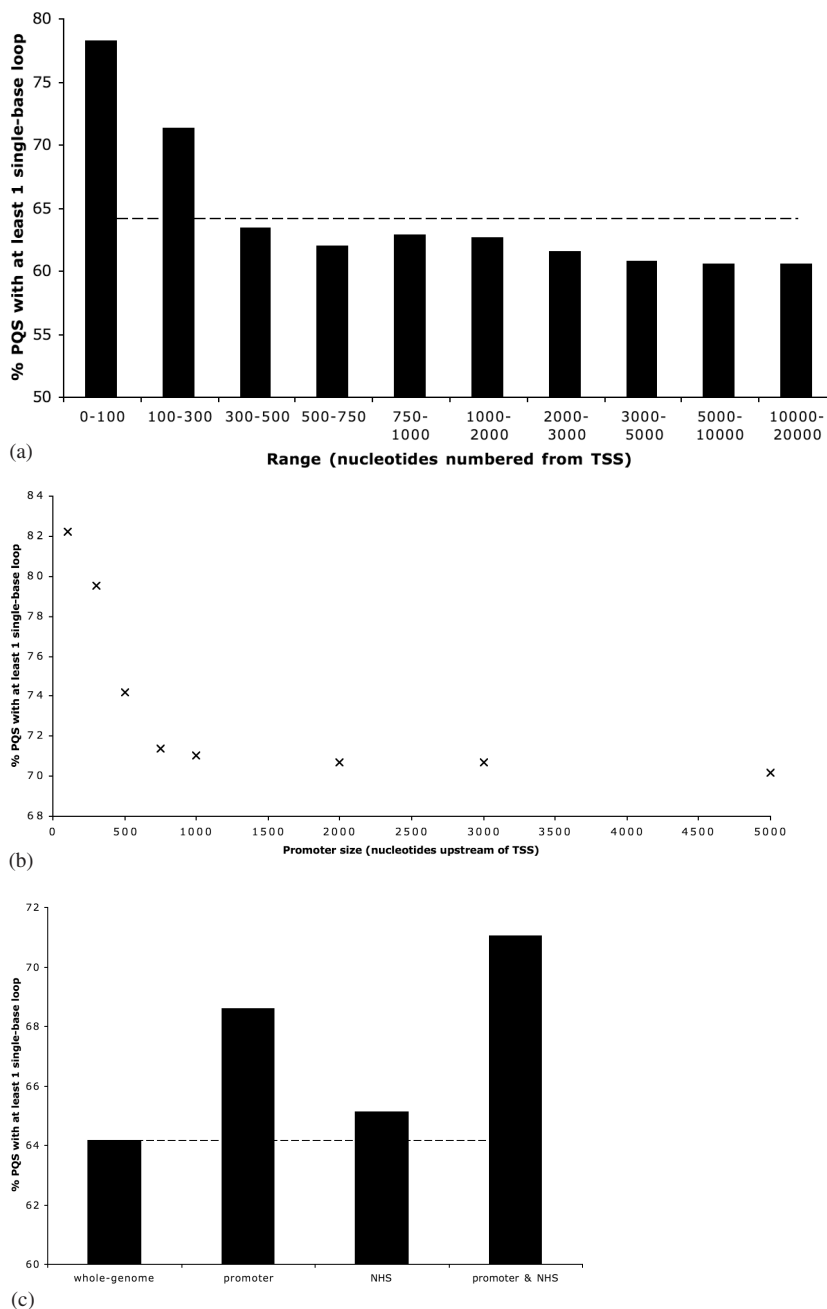 80
75
70
65
60
55
50
% PQS with at least 1 single-base loop
0-100 100-300 300-500 500-750 750- 1000- 2000- 3000- 5000- 10000-
1000 2000 3000 5000 10000 20000
(a)
Range (nucleotides numbered from TSS)
84
82
80
78
76
74
72
70
68
% PQS with at least 1 single-base loop
0 500 1000 1500 2000 2500 3000 3500 4000 4500 5000
Promoter size (nucleotides upstream of TSS)
(b)
72
70
68
66
64
62
60
% PQS with at least 1 single-base loop
whole-genome promoter NHS promoter & NHS
(c)